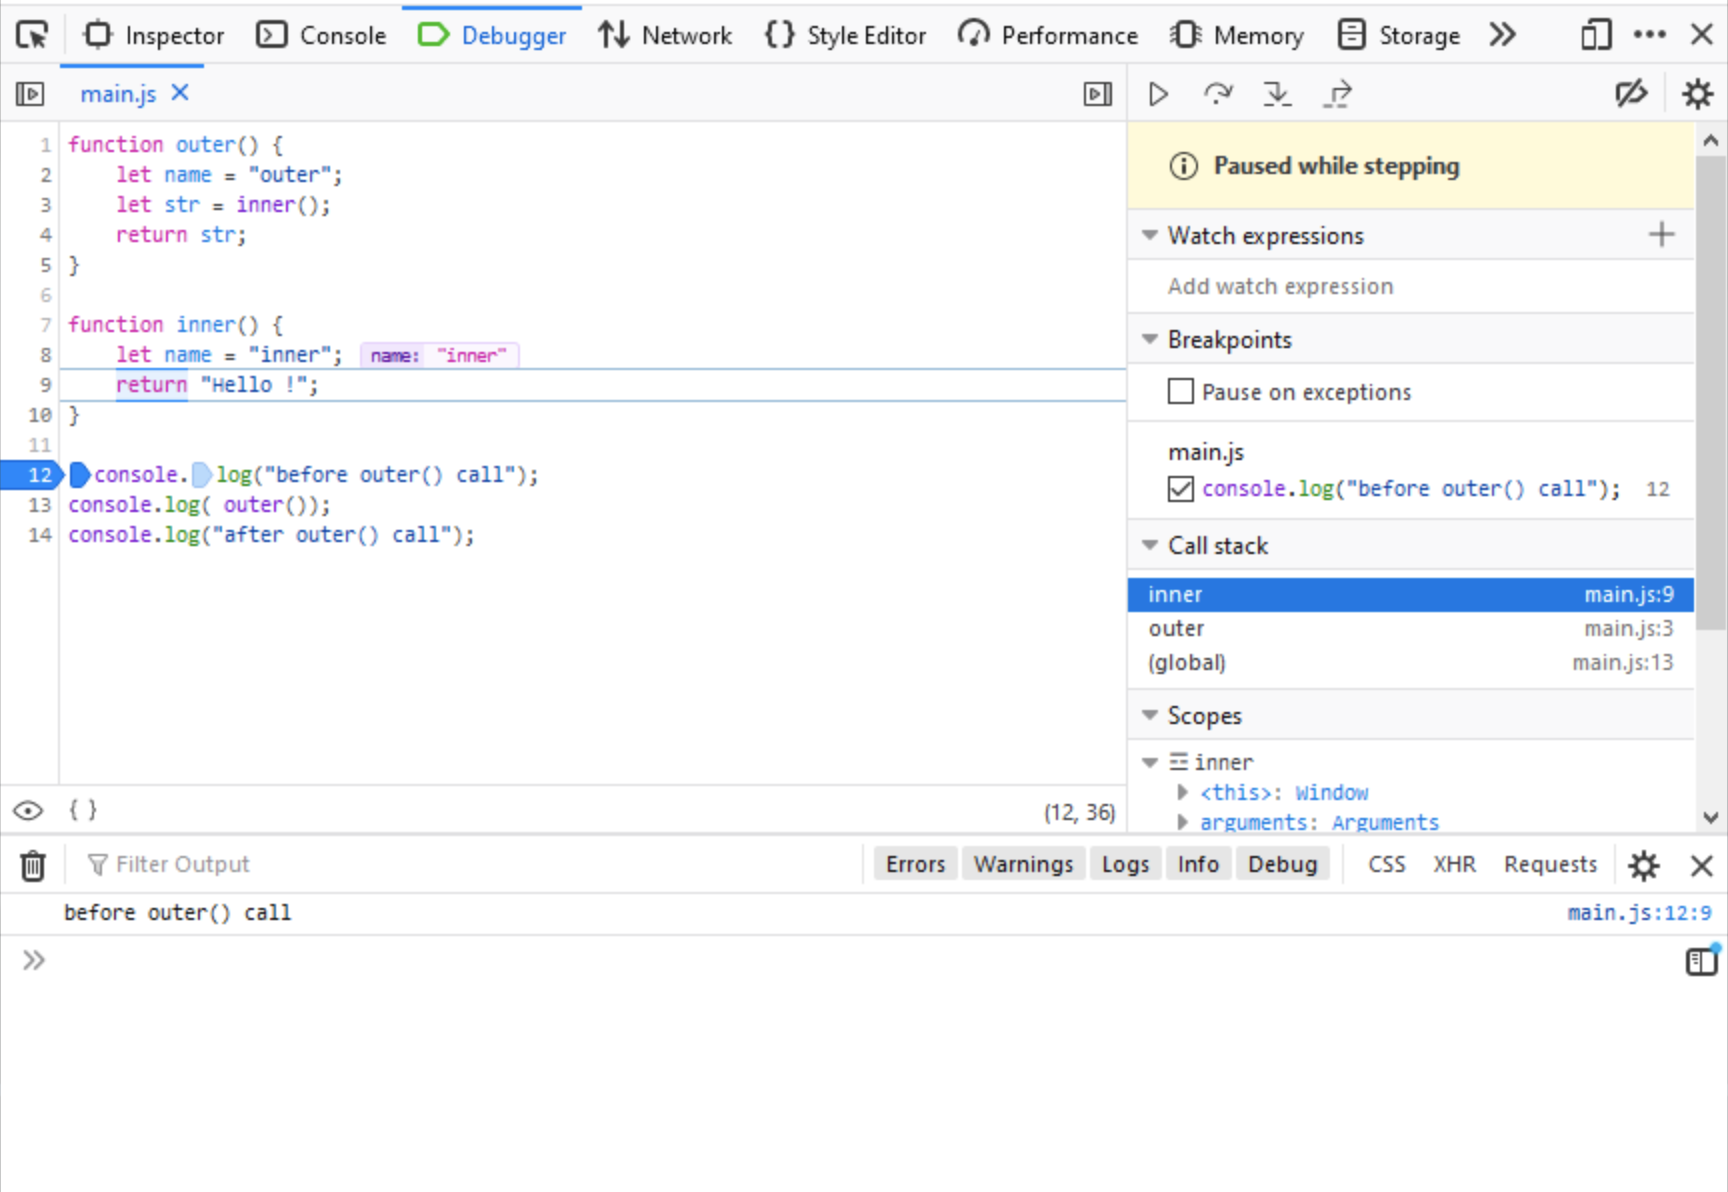 Inspector Console Debugger Network {} Style Editor Performance Memory Storage
main.js
1 function outer() {
2 let name = "outer";
3 let str = inner();
4 return str;
5 }
6
7 function inner() {
8 let name = "inner"; name: "inner"
9 return "Hello !";
10 }
11
12 console.log("before outer() call");
13 console.log( outer());
14 console.log("after outer() call");
{ } (12, 36)
Paused while stepping
Watch expressions
Add watch expression
Breakpoints
Pause on exceptions
main.js
console.log("before outer() call"); 12
Call stack
inner main.js:9
outer main.js:3
(global) main.js:13
Scopes
inner
<this>: Window
arguments: Arguments
Filter Output Errors Warnings Logs Info Debug CSS XHR Requests
before outer() call main.js:12:9